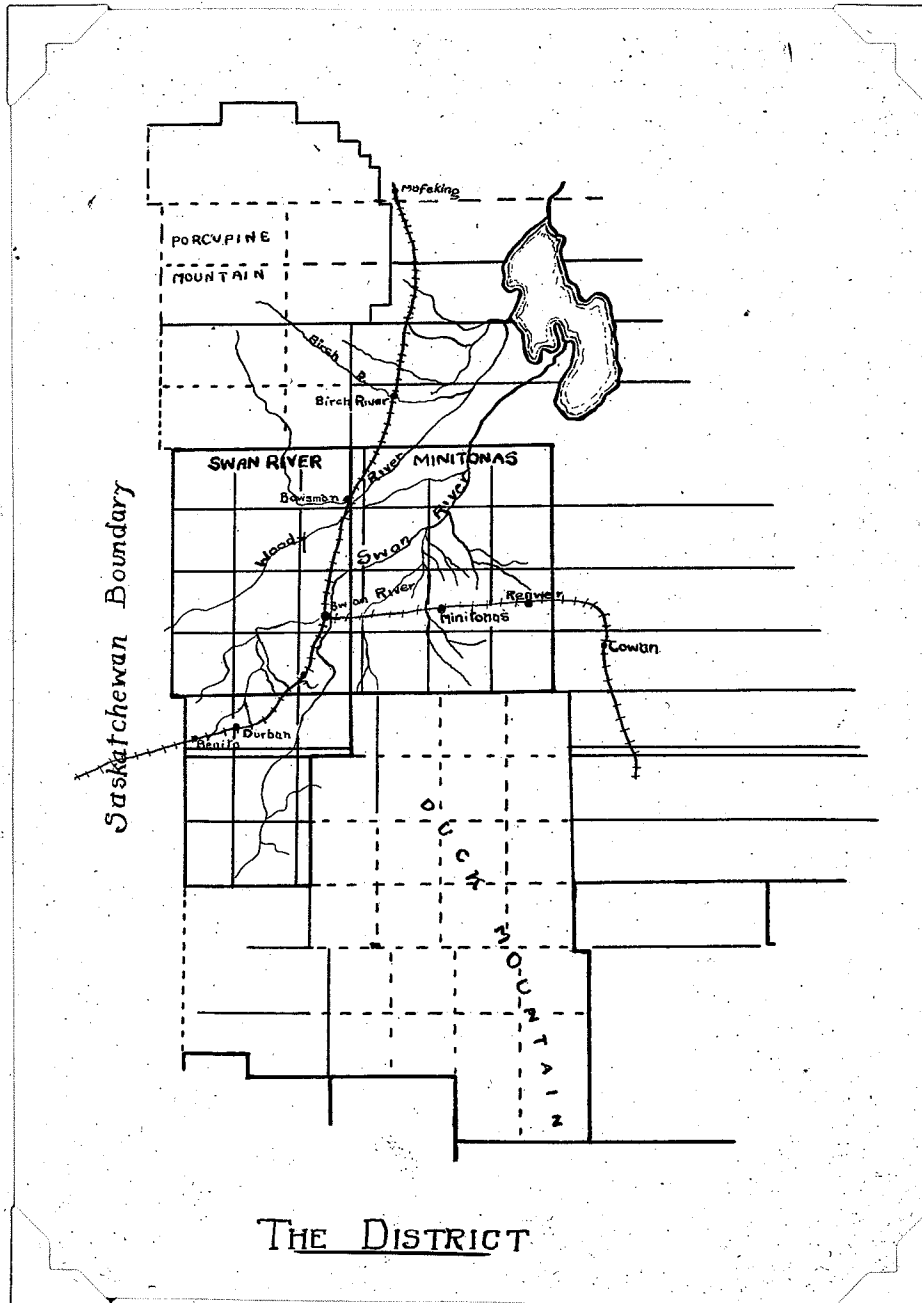 Mafeking
PORCUPINE
MOUNTAIN
Birch R.
Birch River
SWAN RIVER
MINITONAS
Bowsman
River
River
Woody
Swan
Swan River
Renwer
Minitonas
Cowan
Saskatchewan Boundary
Durban
Benito
DUCK
MOUNTAIN
THE DISTRICT